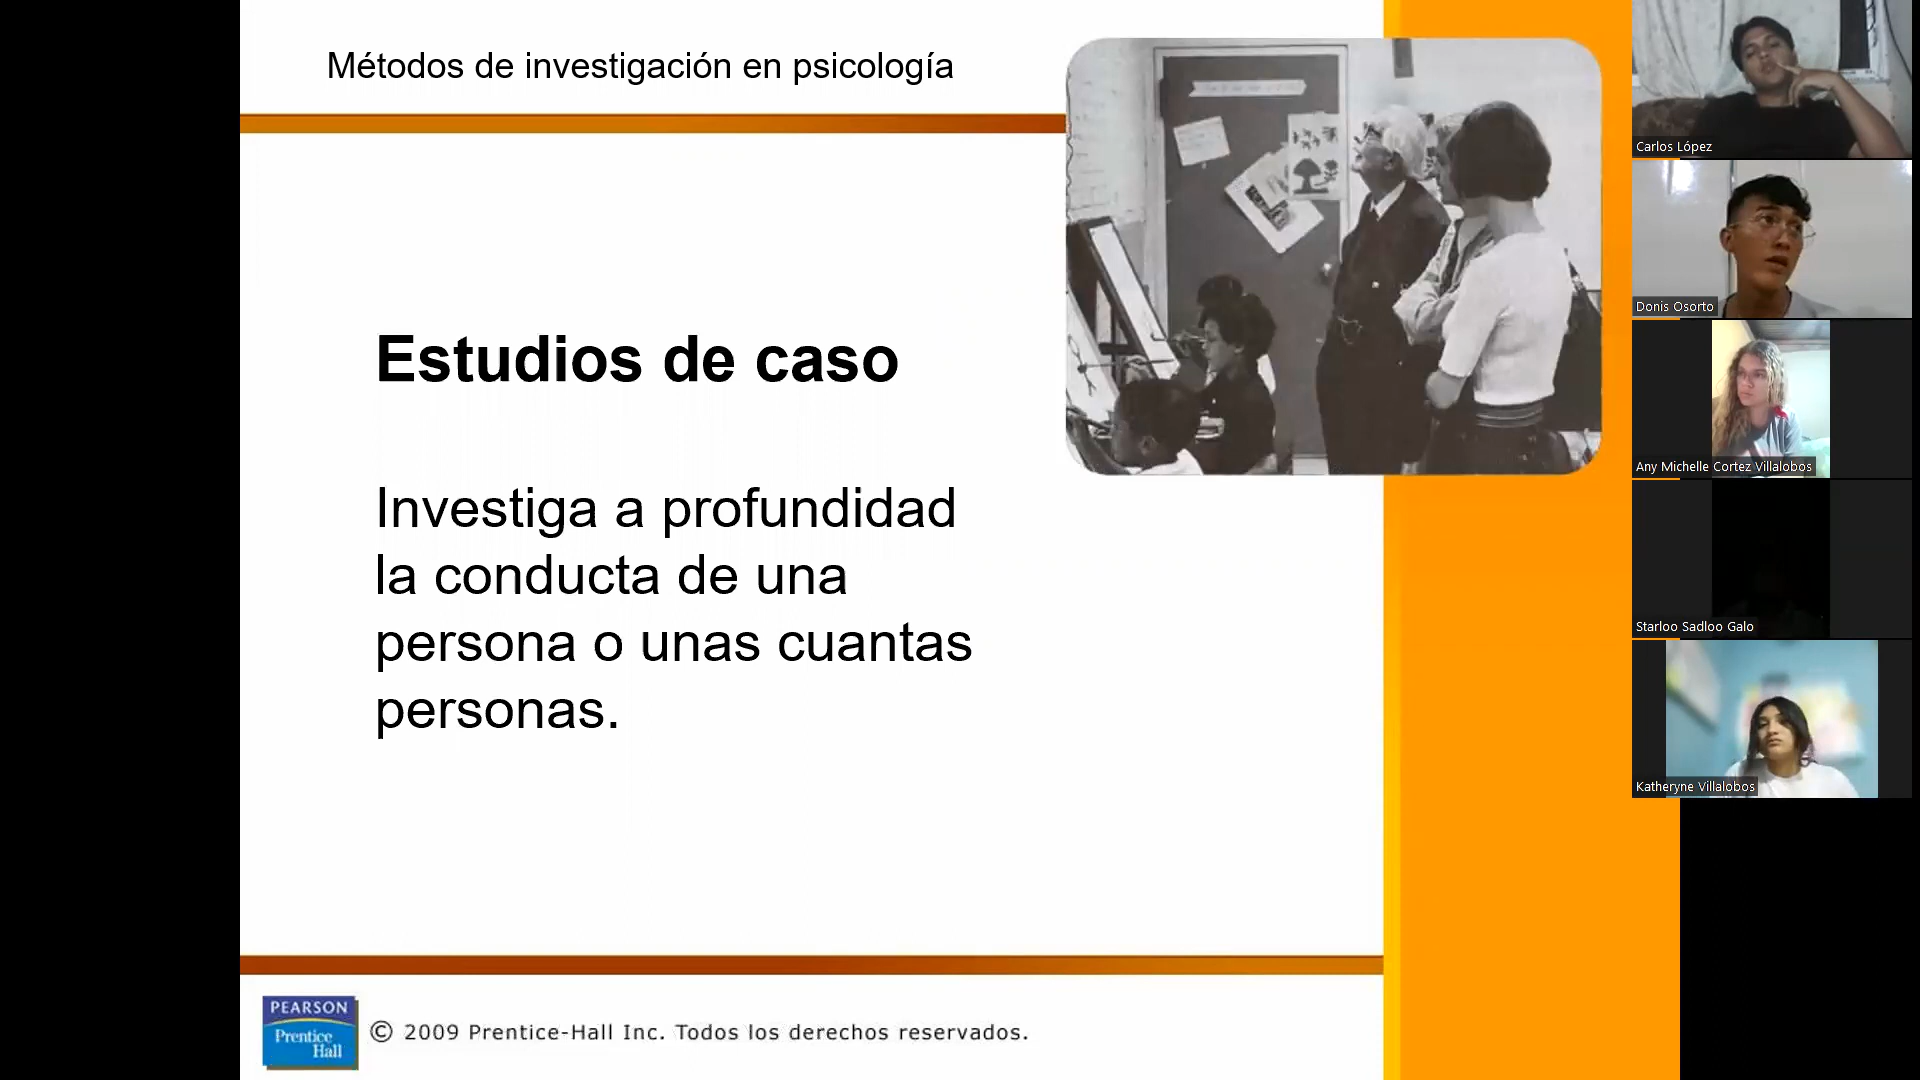 Métodos de investigación en psicología
Estudios de caso
Investiga a profundidad
la conducta de una
persona o unas cuantas
personas.
PEARSON
Prentice
Hall
© 2009 Prentice-Hall Inc. Todos los derechos reservados.
Carlos López
Donis Osorto
Any Michelle Cortez Villalobos
Starloo Sadloo Galo
Katheryne Villalobos